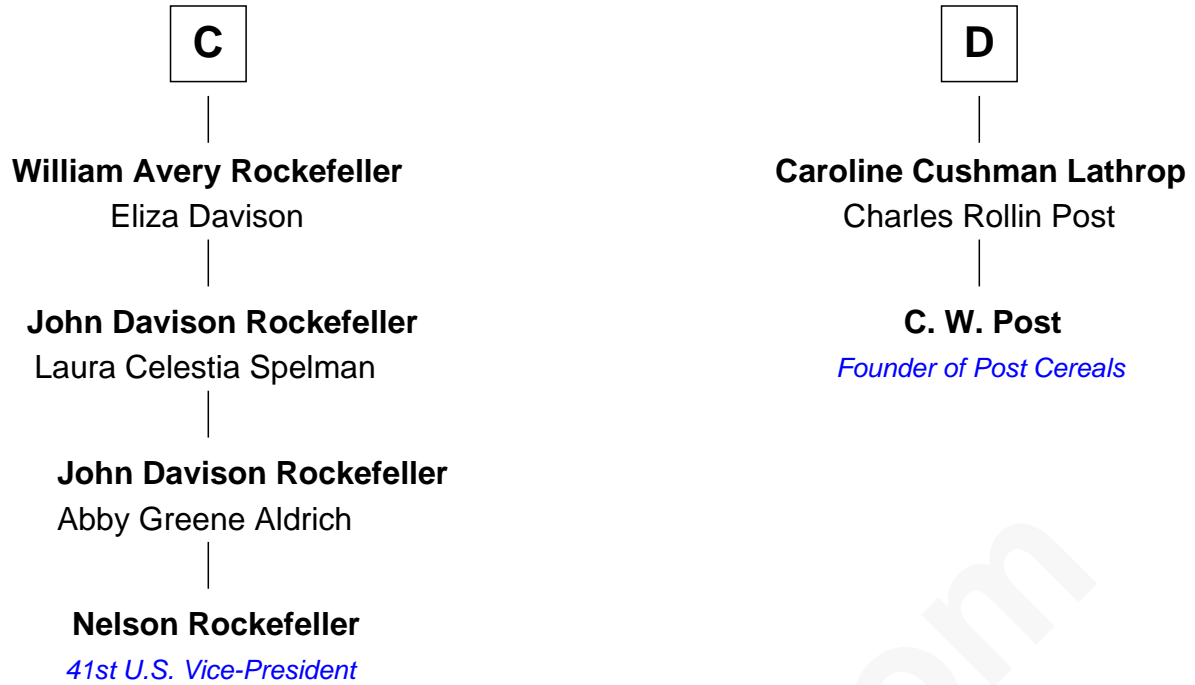 C
William Avery Rockefeller
Eliza Davison
John Davison Rockefeller
Laura Celestia Spelman
John Davison Rockefeller
Abby Greene Aldrich
Nelson Rockefeller
41st U.S. Vice-President
D
Caroline Cushman Lathrop
Charles Rollin Post
C. W. Post
Founder of Post Cereals
om